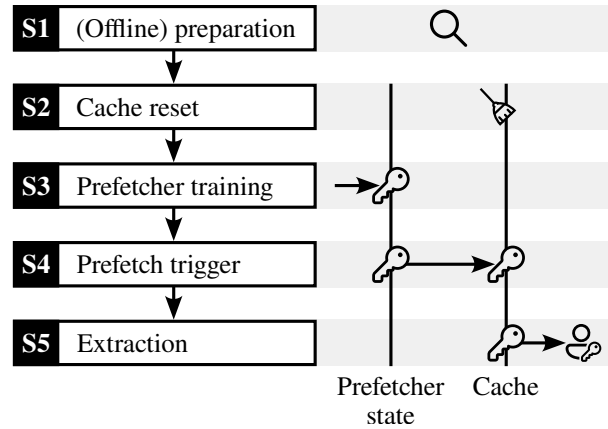 S1 (Offline) preparation
S2 Cache reset
S3 Prefetcher training
S4 Prefetch trigger
S5 Extraction
Prefetcher state
Cache